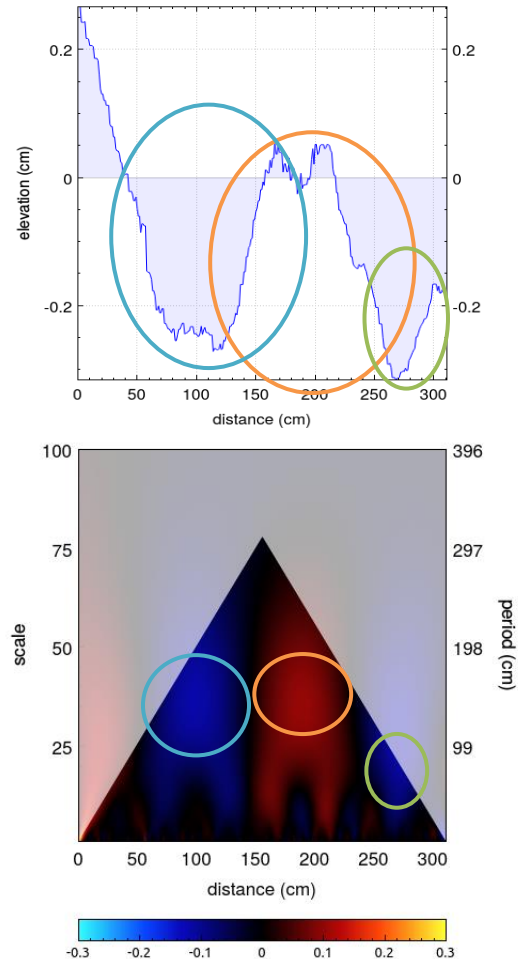 0.2 0.2
0 0
-0.2 -0.2
elevation (cm)
0 50 100 150 200 250 300
distance (cm)
100 396
75 297
50 198
25 99
scale
period (cm)
0 50 100 150 200 250 300
distance (cm)
-0.3 -0.2 -0.1 0 0.1 0.2 0.3